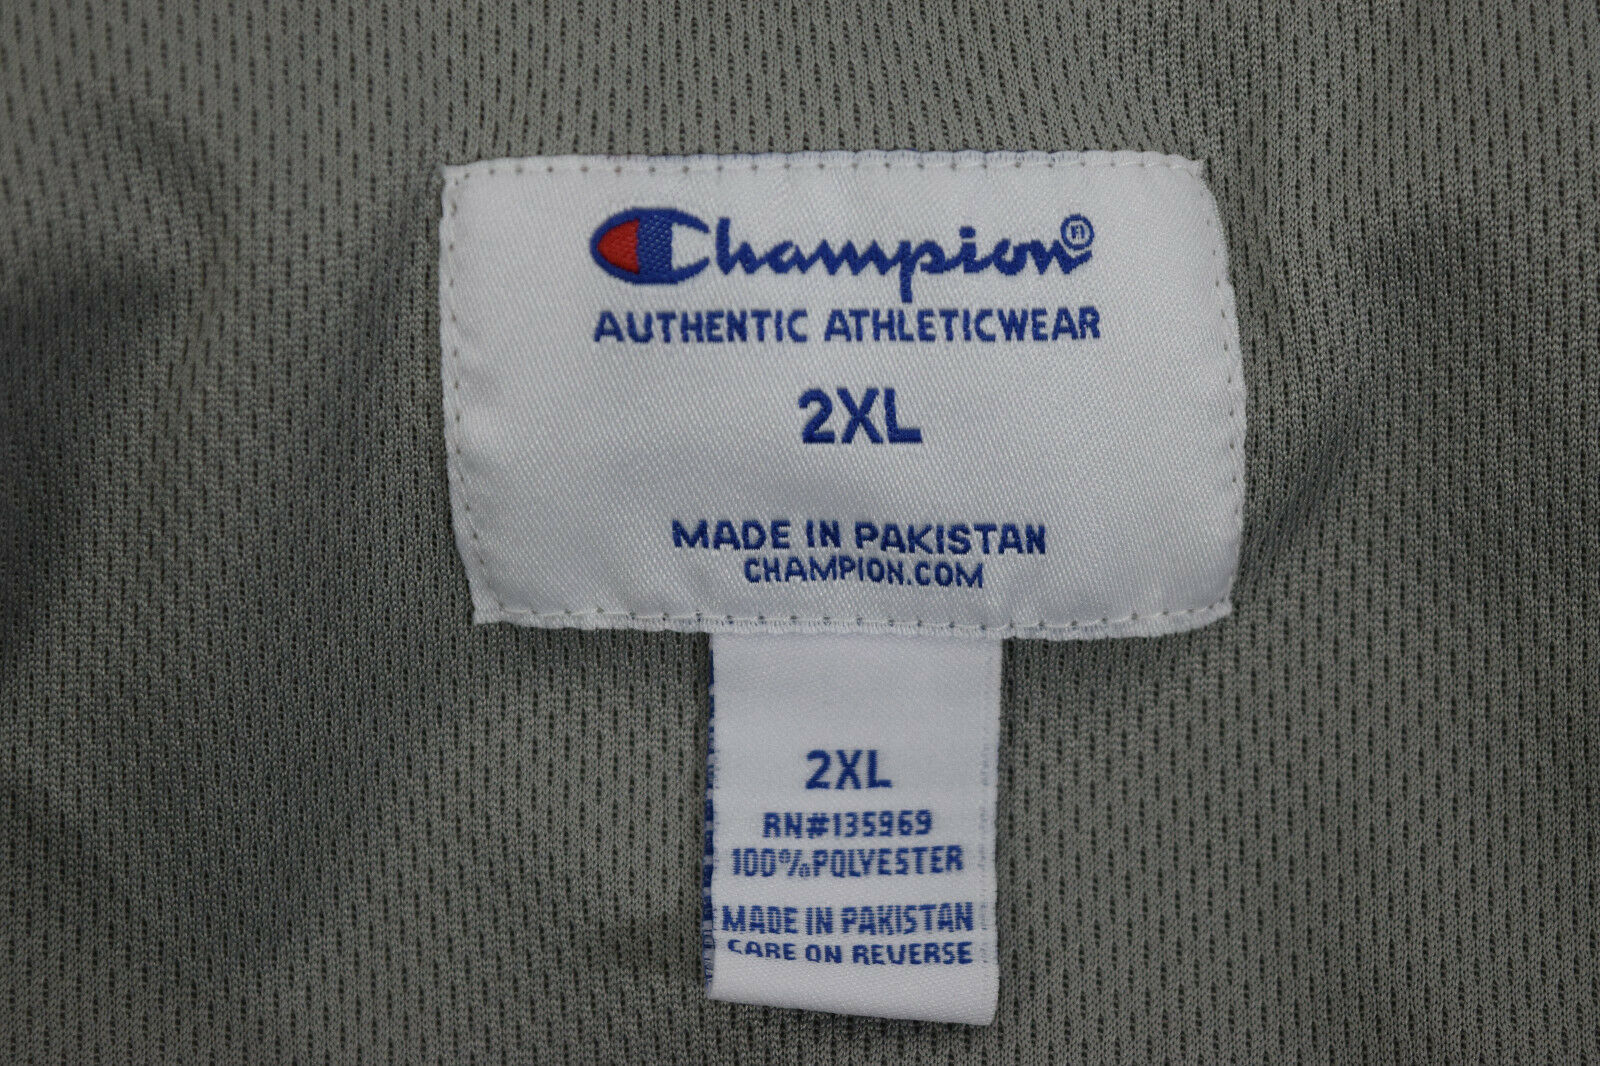 Champion
AUTHENTIC ATHLETICWEAR
2XL
MADE IN PAKISTAN
CHAMPION.COM
2XL
RN#135969
100%POLYESTER
MADE IN PAKISTAN
CARE ON REVERSE